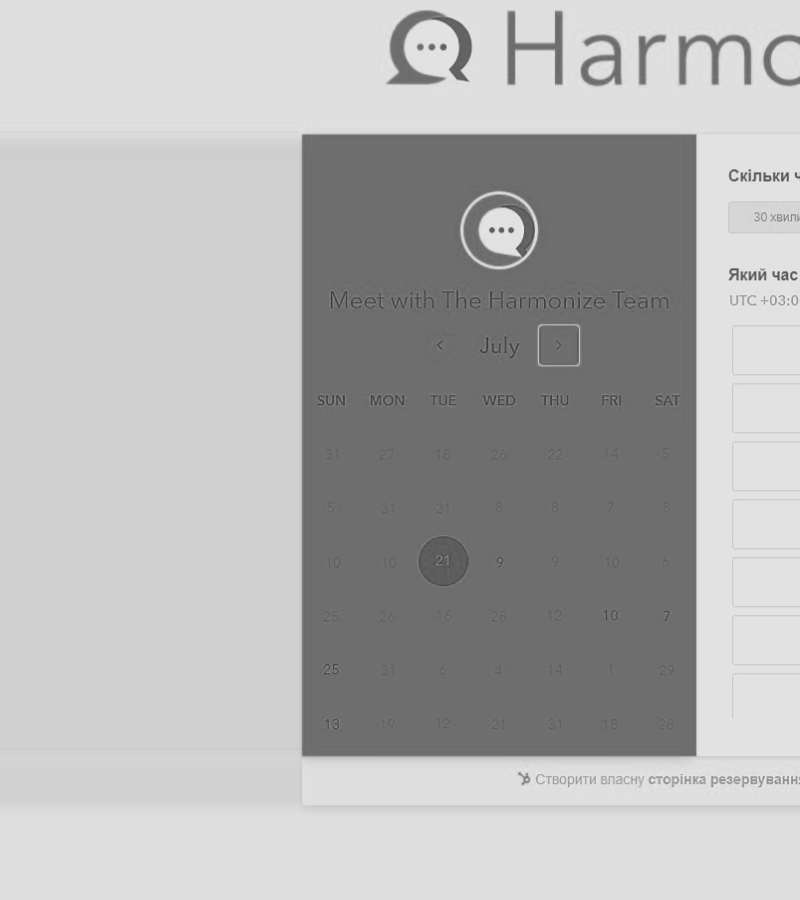 Harmo
Meet with The Harmonize Team
July
SUN MON TUE WED THU FRI SAT
31 27 18 26 22 14 5
5 31 21 8 8 7 8
10 10 21 9 9 10 6
25 26 16 28 12 10 7
25 31 6 4 14 1 29
13 19 12 21 31 18 28
Скільки ч
30 хвили
Який час
UTC +03:0
Створити власну сторінка резервування